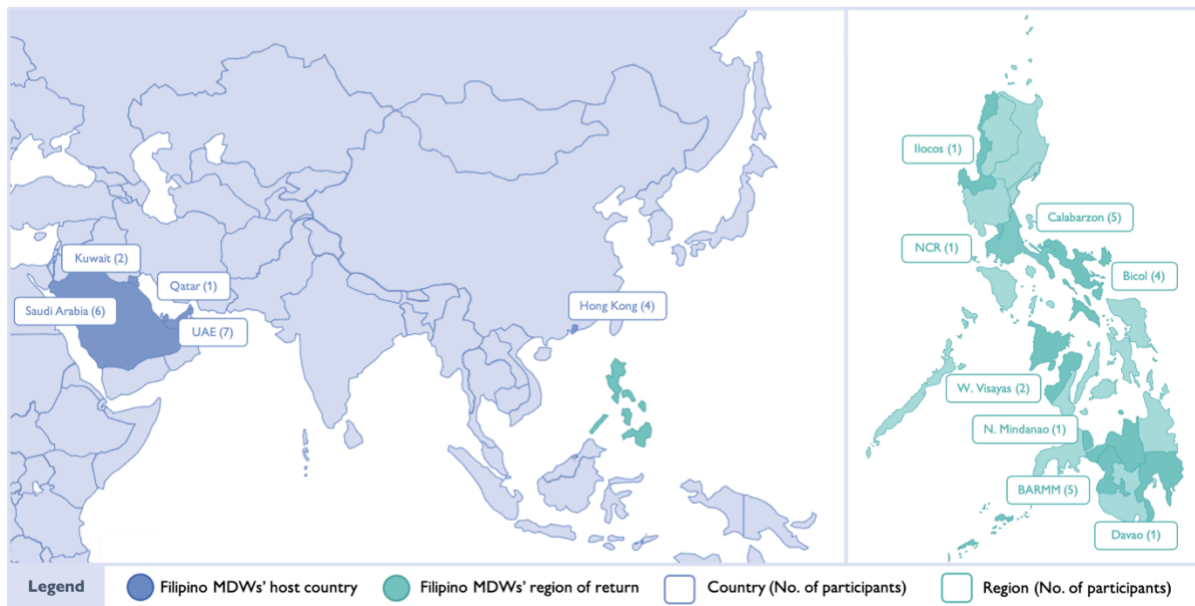 Kuwait (2)
Qatar (1)
Saudi Arabia (6)
UAE (7)
Hong Kong (4)
Ilocos (1)
Calabarzon (5)
NCR (1)
Bicol (4)
W. Visayas (2)
N. Mindanao (1)
BARMM (5)
Davao (1)
Legend
Filipino MDWs' host country
Filipino MDWs' region of return
Country (No. of participants)
Region (No. of participants)